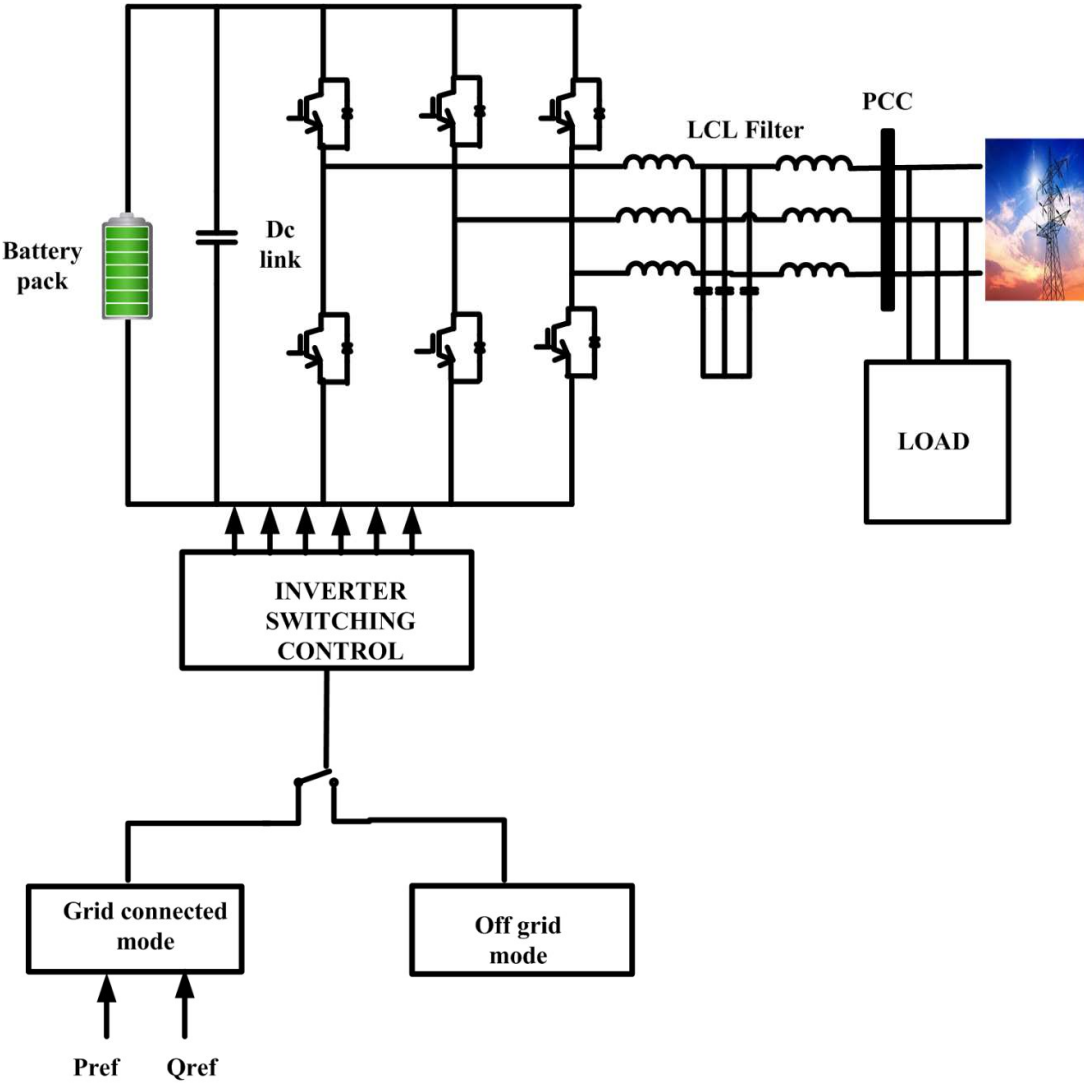 PCC
LCL Filter
Dc
link
Battery
pack
LOAD
INVERTER
SWITCHING
CONTROL
Grid connected
mode
Off grid
mode
Pref
Qref